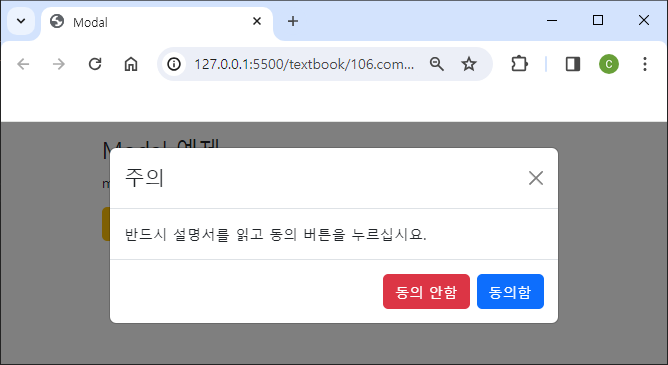 Modal
127.0.0.1:5500/textbook/106.com...
C
Modal 예제
주의
반드시 설명서를 읽고 동의 버튼을 누르십시요.
동의 안함
동의함